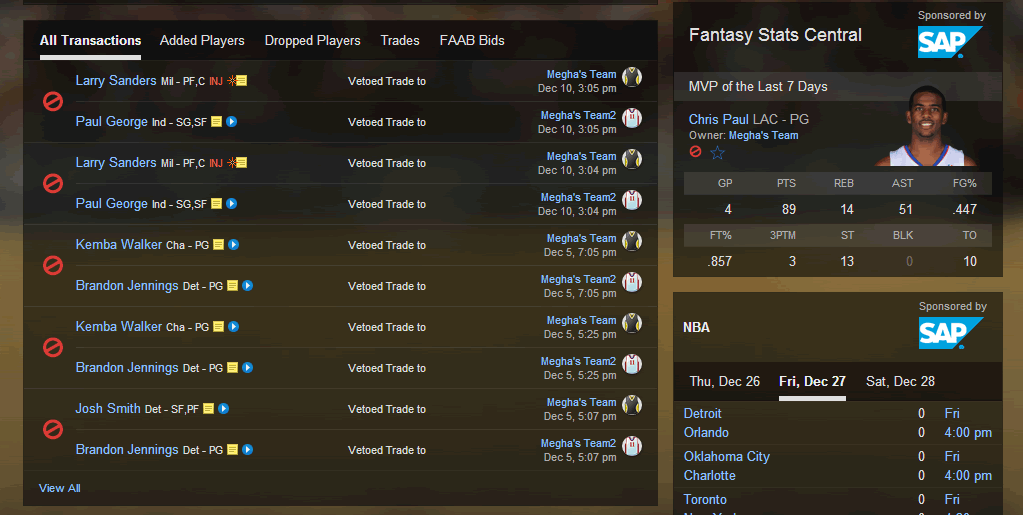 All Transactions Added Players Dropped Players Trades FAAB Bids
Larry Sanders Mil - PF,C INJ Vetoed Trade to Megha's Team
Dec 10, 3:05 pm
Paul George Ind - SG,SF Vetoed Trade to Megha's Team2
Dec 10, 3:05 pm
Larry Sanders Mil - PF,C INJ Vetoed Trade to Megha's Team
Dec 10, 3:04 pm
Paul George Ind - SG,SF Vetoed Trade to Megha's Team2
Dec 10, 3:04 pm
Kemba Walker Cha - PG Vetoed Trade to Megha's Team
Dec 5, 7:05 pm
Brandon Jennings Det - PG Vetoed Trade to Megha's Team2
Dec 5, 7:05 pm
Kemba Walker Cha - PG Vetoed Trade to Megha's Team
Dec 5, 5:25 pm
Brandon Jennings Det - PG Vetoed Trade to Megha's Team2
Dec 5, 5:25 pm
Josh Smith Det - SF,PF Vetoed Trade to Megha's Team
Dec 5, 5:07 pm
Brandon Jennings Det - PG Vetoed Trade to Megha's Team2
Dec 5, 5:07 pm
View All
Sponsored by
Fantasy Stats Central SAP
MVP of the Last 7 Days
Chris Paul LAC - PG
Owner: Megha's Team
GP PTS REB AST FG%
4 89 14 51 .447
FT% 3PTM ST BLK TO
.857 3 13 0 10
Sponsored by
NBA SAP
Thu, Dec 26 Fri, Dec 27 Sat, Dec 28
Detroit 0 Fri
Orlando 0 4:00 pm
Oklahoma City 0 Fri
Charlotte 0 4:00 pm
Toronto 0 Fri